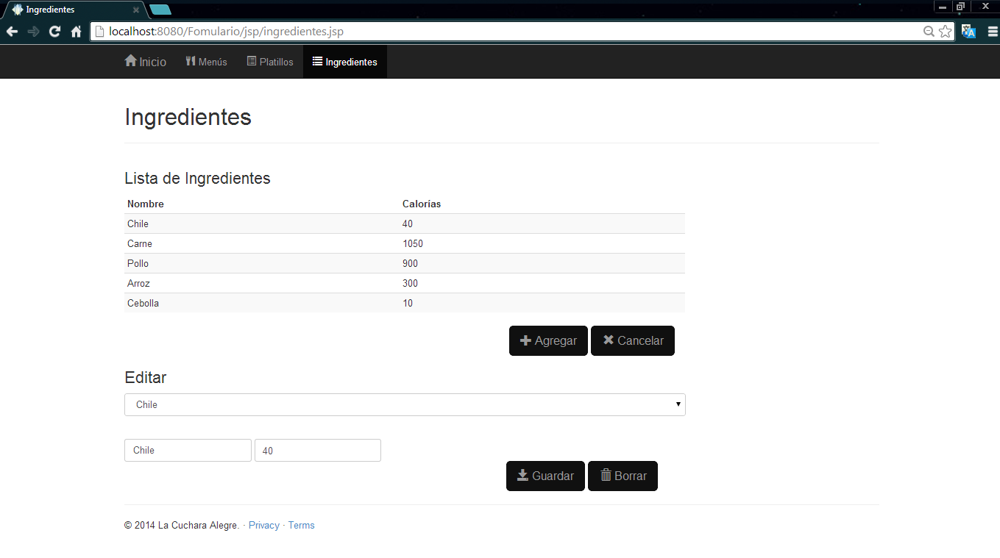 Ingredientes
localhost:8080/Fomulario/jsp/ingredientes.jsp
Inicio Menús Platillos Ingredientes
Ingredientes
Lista de Ingredientes
Nombre Calorías
Chile 40
Carne 1050
Pollo 900
Arroz 300
Cebolla 10
Agregar Cancelar
Editar
Chile
Chile 40
Guardar Borrar
© 2014 La Cuchara Alegre. · Privacy · Terms